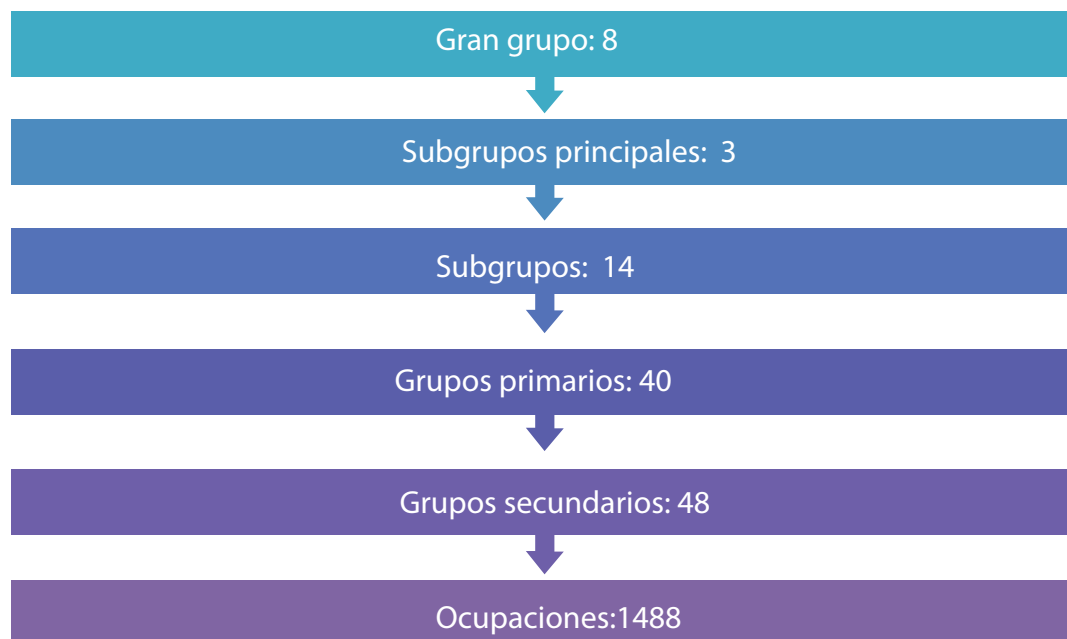 Gran grupo: 8
Subgrupos principales: 3
Subgrupos: 14
Grupos primarios: 40
Grupos secundarios: 48
Ocupaciones:1488